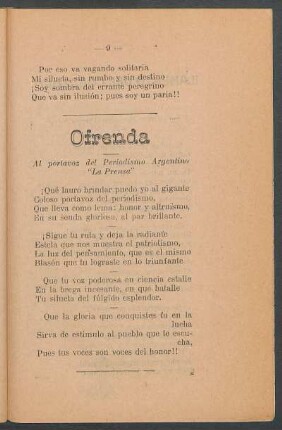 — 9 —
Por eso va vagando solitaria
Mi silueta, sin rumbo y sin destino
¡Soy sombra del errante peregrino
Que va sin ilusión; pues soy un paria!!
Ofrenda
Al portavoz del Periodismo Argentino
"La Prensa"
¡Qué lauro brindar puedo yo al gigante
Coloso portavoz del periodismo,
Que lleva como lema: honor y altruismo,
En su senda gloriosa, al par brillante.
¡Sigue tu ruta y deja la radiante
Estela que nos muestra el patriotismo,
La luz del pensamiento, que es el mismo
Blasón que tu lograste en lo triunfante
Que tu voz poderosa en ciencia estalle
En la brega incesante, en que batalle
Tu silueta del fúlgido esplendor.
Que la gloria que conquistes tu en la
lucha
Sirva de estímulo al pueblo que te escu-
cha,
Pues tus voces son voces del honor!!